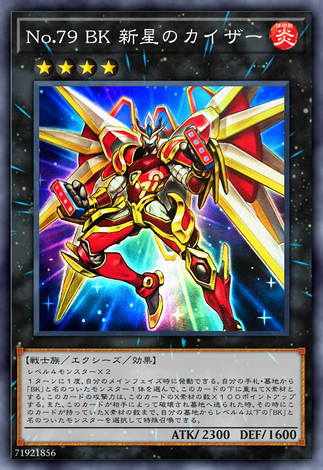 No.79 BK 新星のカイザー
炎
【戦士族／エクシーズ／効果】
レベル４モンスター×２
１ターンに１度、自分のメインフェイズ時に発動できる。自分の手札・墓地から
「BK」と名のついたモンスター１体を選んで、このカードの下に重ねてX素材と
する。このカードの攻撃力は、このカードのX素材の数×１００ポイントアップ
する。また、このカードが相手によって破壊され墓地へ送られた時、その時にこ
のカードが持っていたX素材の数まで、自分の墓地からレベル４以下の「BK」と
名のついたモンスターを選択して特殊召喚できる。
ATK/ 2300 DEF/1600
71921856